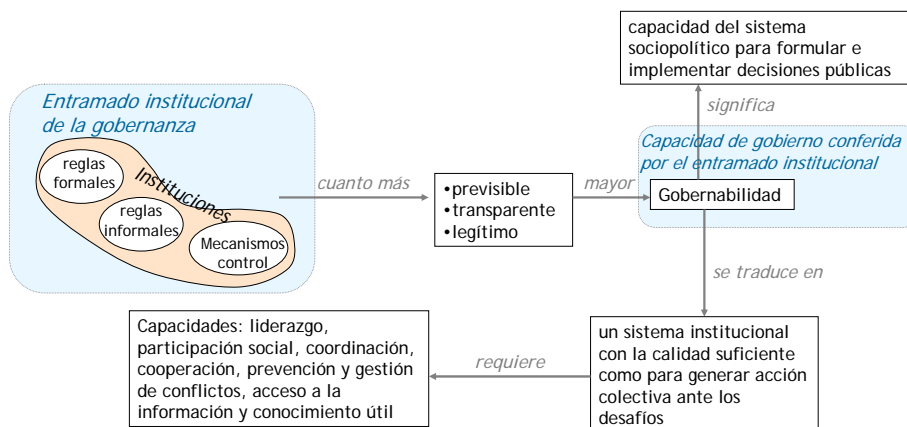 capacidad del sistema
sociopolítico para formular e
implementar decisiones públicas
significa
Entramado institucional
de la gobernanza
reglas
formales
Instituciones
reglas
informales
Mecanismos
control
cuanto más
•previsible
•transparente
•legítimo
mayor
Capacidad de gobierno conferida
por el entramado institucional
Gobernabilidad
se traduce en
un sistema institucional
con la calidad suficiente
como para generar acción
colectiva ante los
desafíos
requiere
Capacidades: liderazgo,
participación social, coordinación,
cooperación, prevención y gestión
de conflictos, acceso a la
información y conocimiento útil